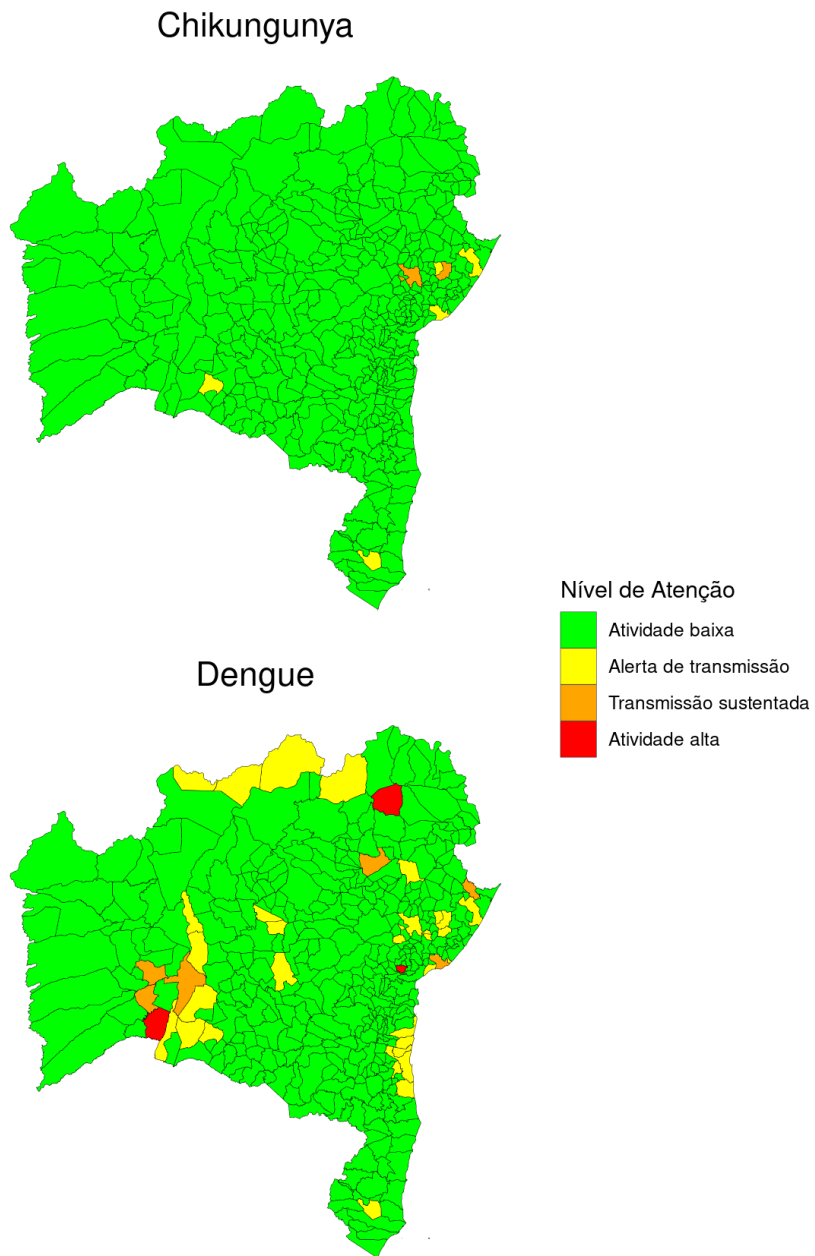 Chikungunya
Nível de Atenção
Atividade baixa
Alerta de transmissão
Transmissão sustentada
Atividade alta
Dengue